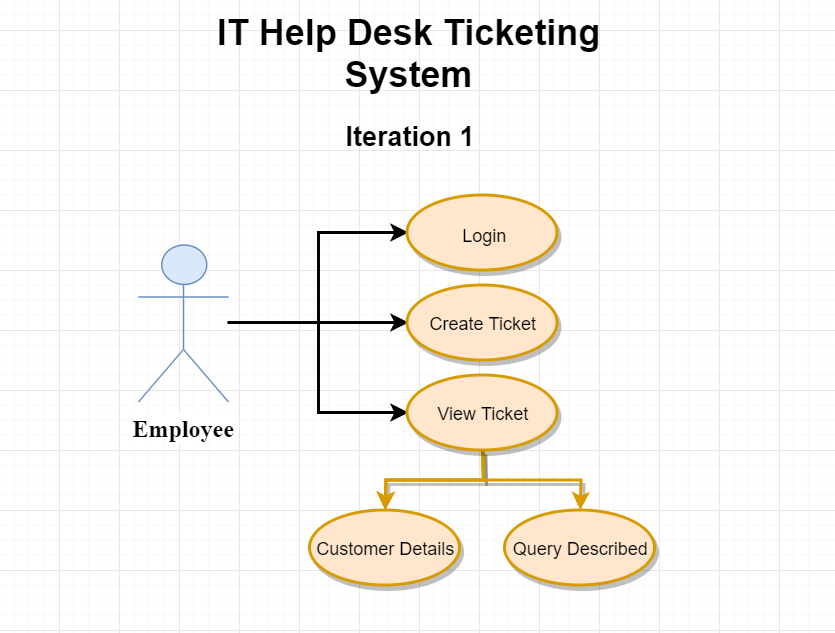 IT Help Desk Ticketing
System
Iteration 1
Login
Create Ticket
View Ticket
Employee
Customer Details
Query Described